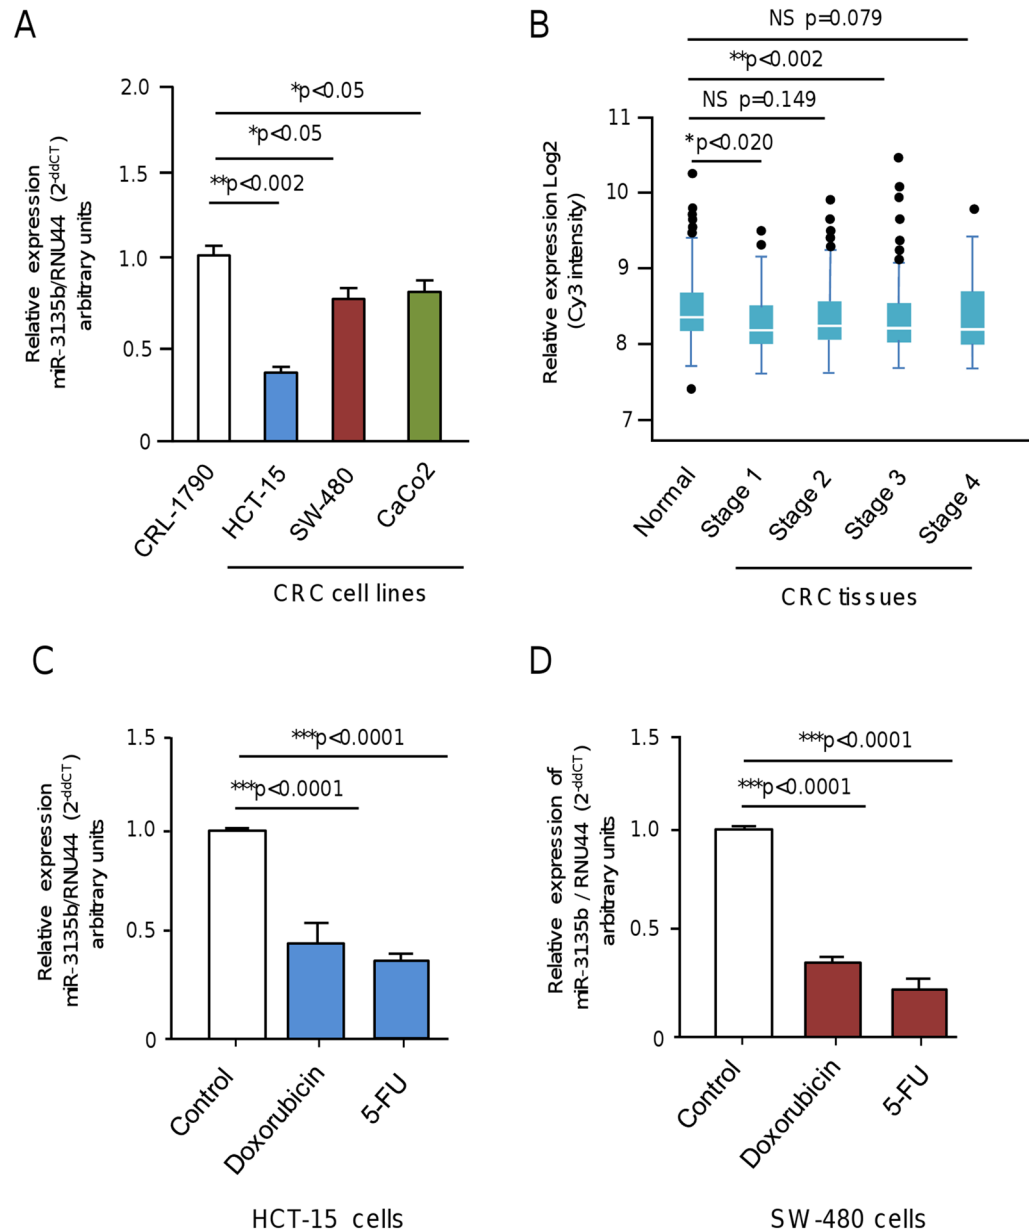 A
*p<0.05
*p<0.05
**p<0.002
Relative expression
miR-3135b/RNU44 (2-ddCT)
arbitrary units
2.0
1.5
1.0
0.5
0
CRL-1790
HCT-15
SW-480
CaCo2
CRC cell lines
B
NS p=0.079
**p<0.002
NS p=0.149
*p<0.020
Relative expression Log2
(Cy3 intensity)
11
10
9
8
7
Normal
Stage 1
Stage 2
Stage 3
Stage 4
CRC tissues
C
***p<0.0001
***p<0.0001
Relative expression
miR-3135b/RNU44 (2-ddCT)
arbitrary units
1.5
1.0
0.5
0
Control
Doxorubicin
5-FU
HCT-15 cells
D
***p<0.0001
***p<0.0001
Relative expression of
miR-3135b / RNU44 (2-ddCT)
arbitrary units
1.5
1.0
0.5
0
Control
Doxorubicin
5-FU
SW-480 cells